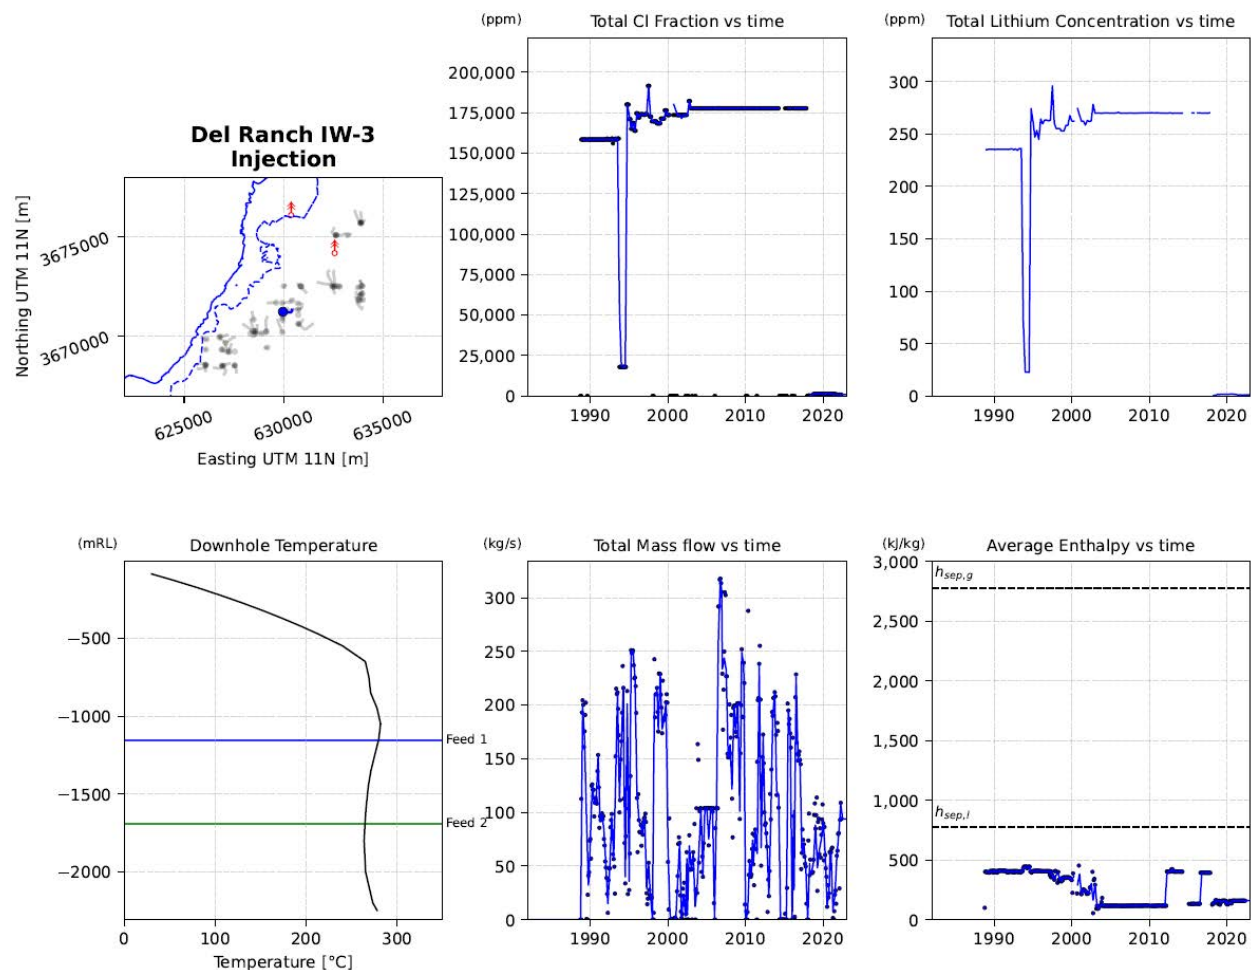 (ppm) Total Cl Fraction vs time
200,000
175,000
150,000
125,000
100,000
75,000
50,000
25,000
0
1990 2000 2010 2020
(ppm) Total Lithium Concentration vs time
300
250
200
150
100
50
0
1990 2000 2010 2020
Del Ranch IW-3
Injection
Northing UTM 11N [m]
3675000
3670000
625000 630000 635000
Easting UTM 11N [m]
(mRL) Downhole Temperature
−500
−1000
−1500
−2000
Feed 1
Feed 2
0 100 200 300
Temperature [°C]
(kg/s) Total Mass flow vs time
300
250
200
150
100
50
0
1990 2000 2010 2020
(kJ/kg) Average Enthalpy vs time
3,000
2,500
2,000
1,500
1,000
500
0
h_sep,g
h_sep,l
1990 2000 2010 2020